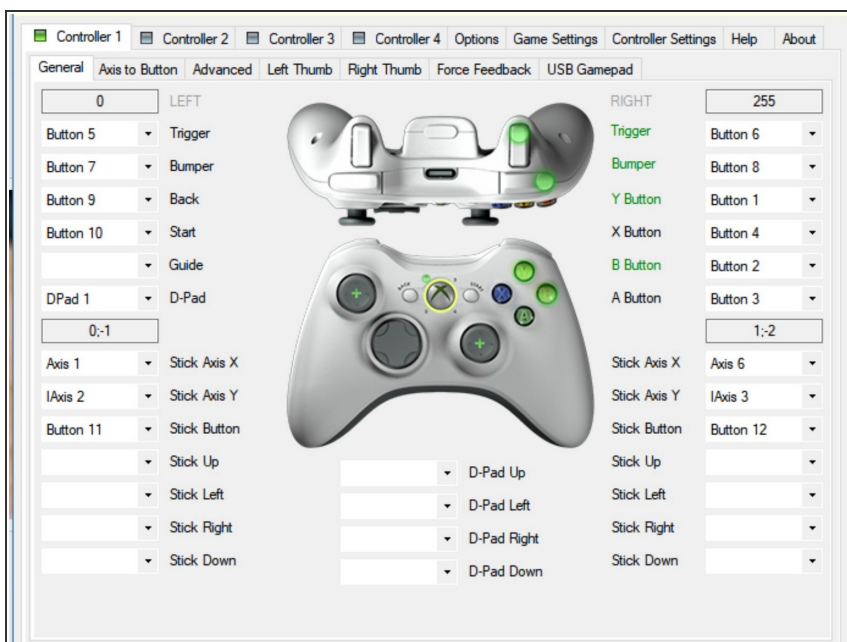 Controller 1 Controller 2 Controller 3 Controller 4 Options Game Settings Controller Settings Help About
General Axis to Button Advanced Left Thumb Right Thumb Force Feedback USB Gamepad
0 LEFT RIGHT 255
Button 5 Trigger Trigger Button 6
Button 7 Bumper Bumper Button 8
Button 9 Back Y Button Button 1
Button 10 Start X Button Button 4
Guide B Button Button 2
DPad 1 D-Pad A Button Button 3
BACK START
Y
X B
A
0;-1 1;-2
Axis 1 Stick Axis X Stick Axis X Axis 6
IAxis 2 Stick Axis Y Stick Axis Y IAxis 3
Button 11 Stick Button Stick Button Button 12
Stick Up D-Pad Up Stick Up
Stick Left D-Pad Left Stick Left
Stick Right D-Pad Right Stick Right
Stick Down D-Pad Down Stick Down